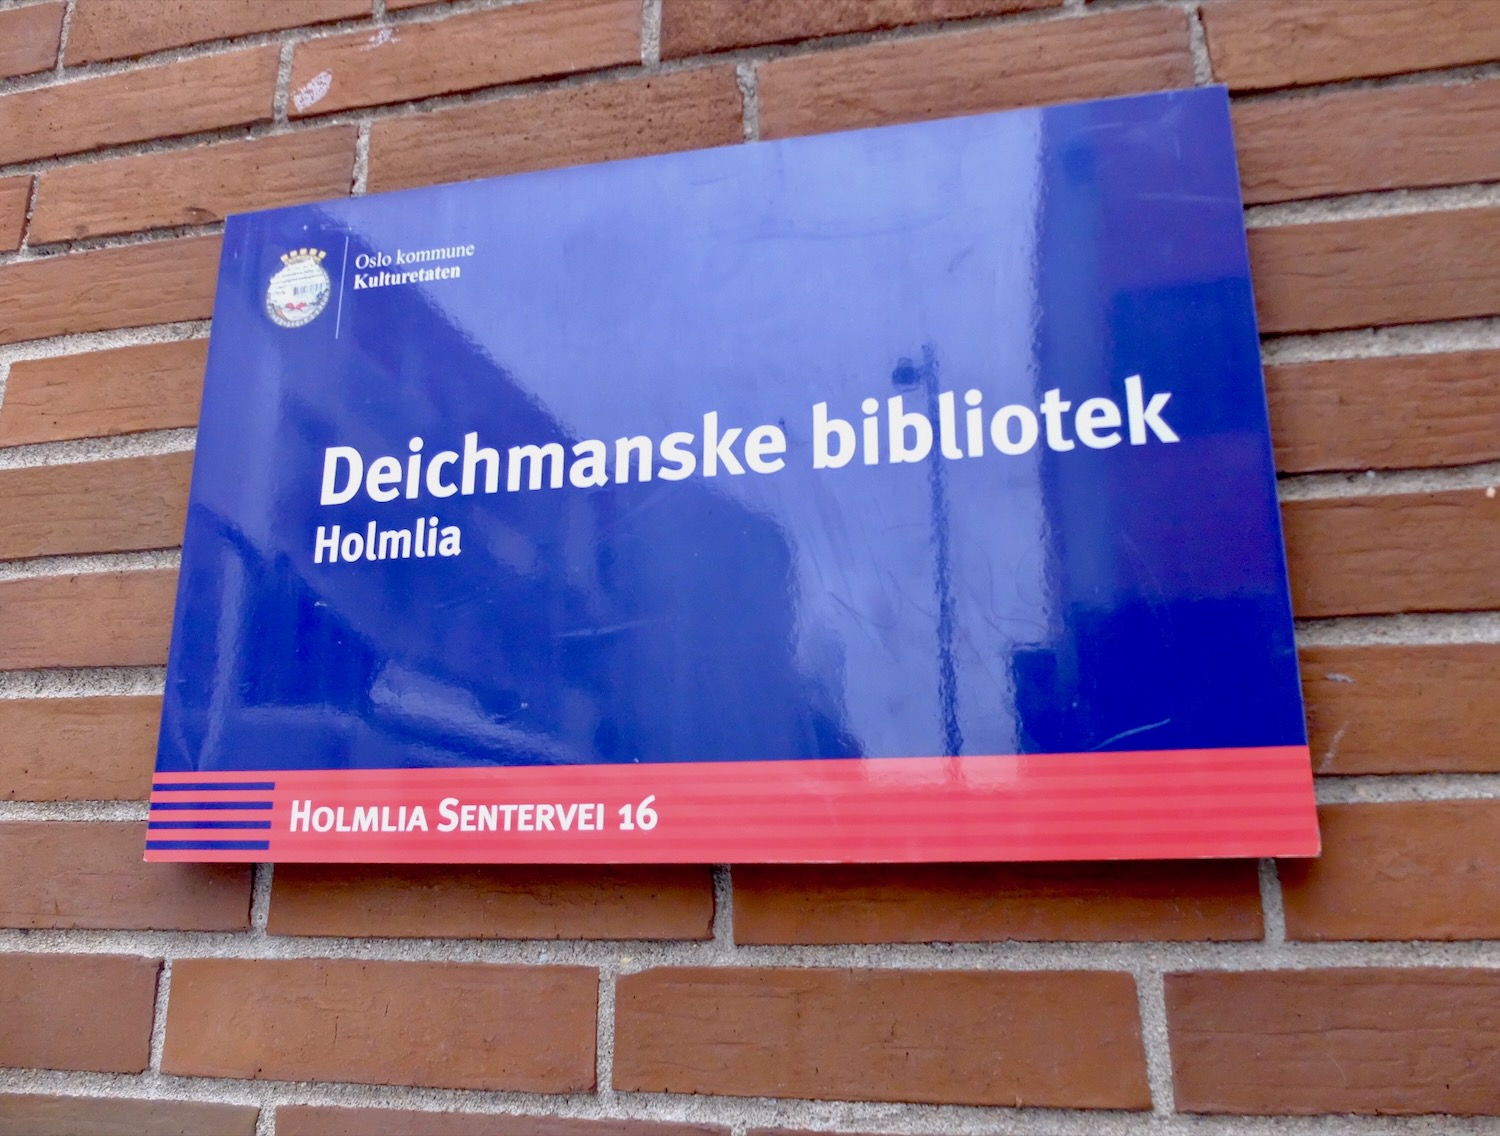 Oslo kommune
Kulturetaten
Deichmanske bibliotek
Holmlia
HOLMLIA SENTERVEI 16